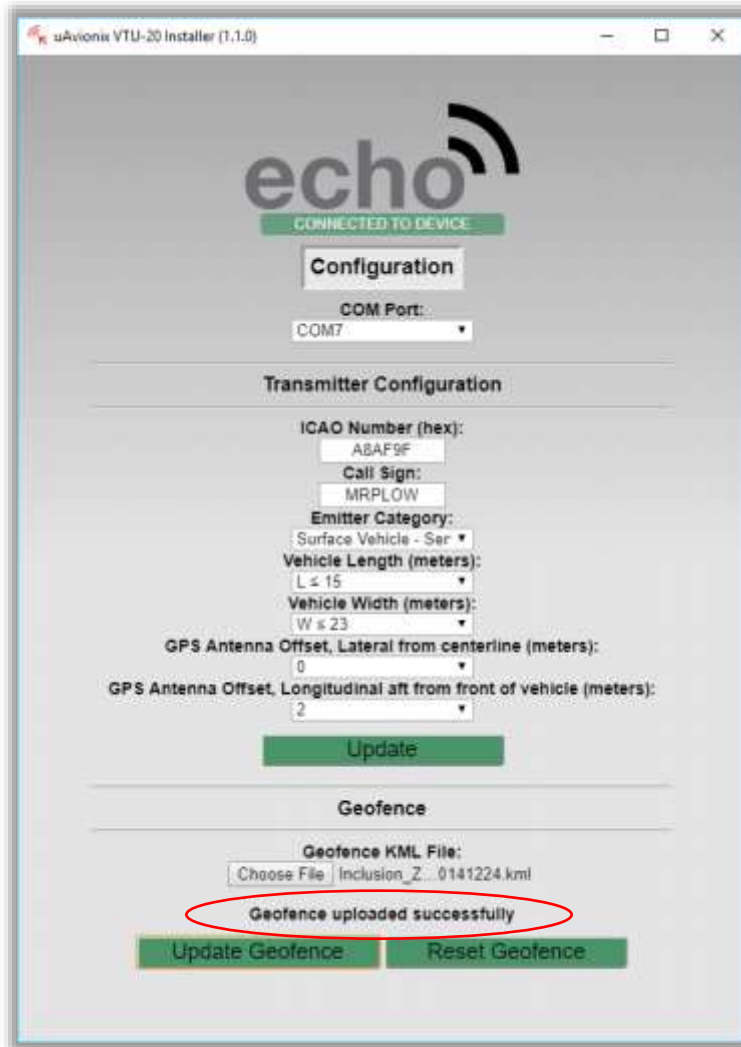 uAvionix VTU-20 Installer (1.1.0)
echo
CONNECTED TO DEVICE
Configuration
COM Port:
COM7
Transmitter Configuration
ICAO Number (hex):
A8AF9F
Call Sign:
MRPLOW
Emitter Category:
Surface Vehicle - Ser
Vehicle Length (meters):
L ≤ 15
Vehicle Width (meters):
W ≤ 23
GPS Antenna Offset, Lateral from centerline (meters):
0
GPS Antenna Offset, Longitudinal aft from front of vehicle (meters):
2
Update
Geofence
Geofence KML File:
Choose File Inclusion_Z...0141224.kml
Geofence uploaded successfully
Update Geofence Reset Geofence